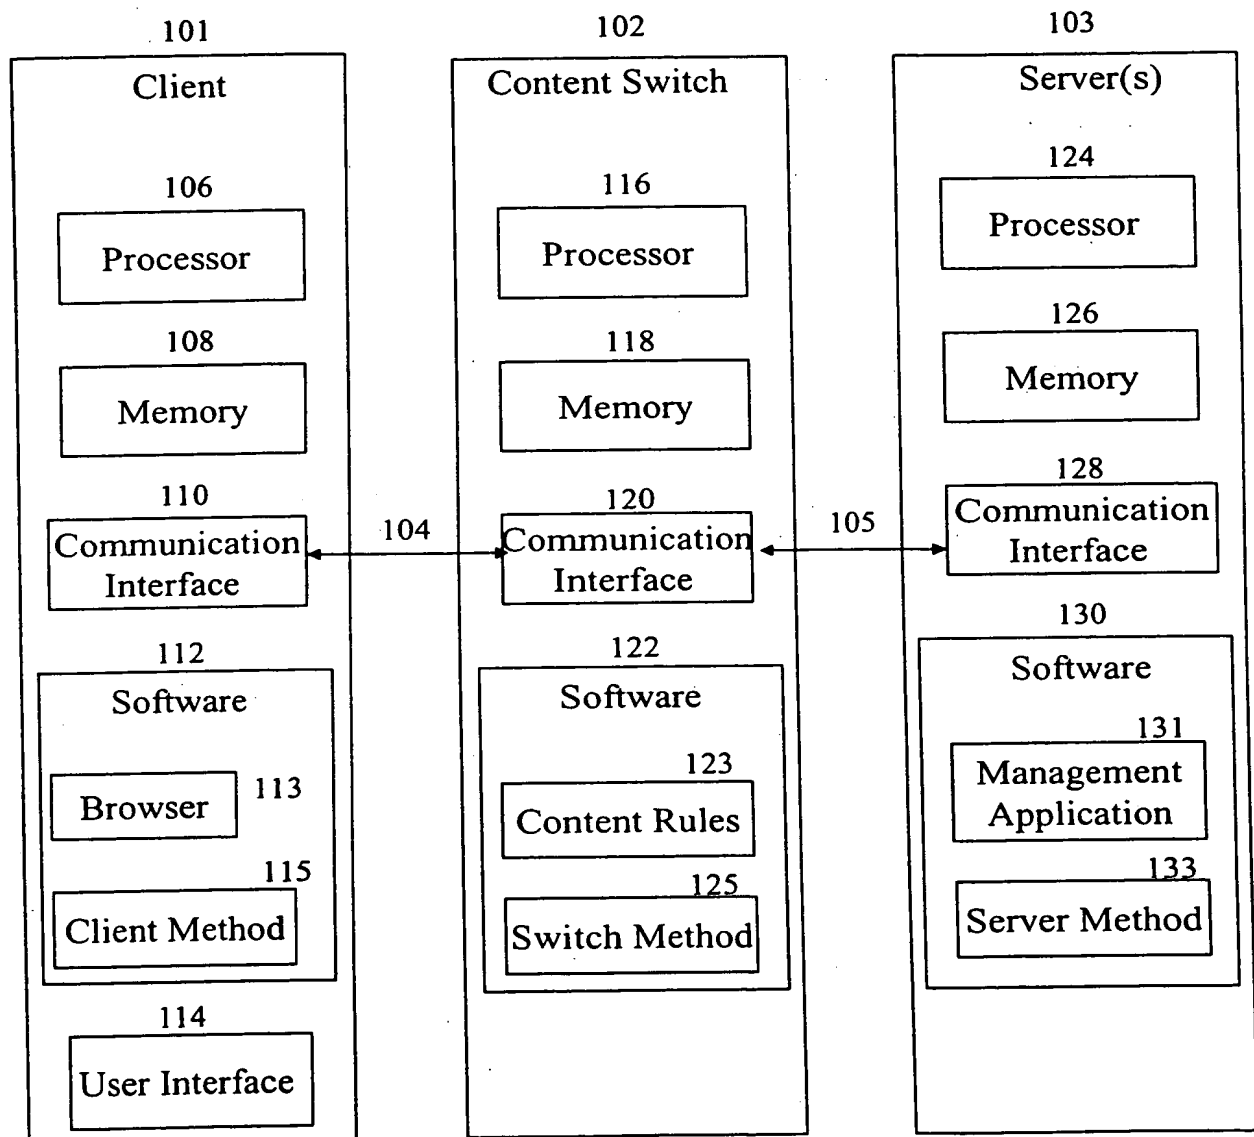 101
Client
106
Processor
108
Memory
110
Communication
Interface
104
112
Software
Browser 113
115
Client Method
114
User Interface
102
Content Switch
116
Processor
118
Memory
120
Communication
Interface
105
122
Software
123
Content Rules
125
Switch Method
103
Server(s)
124
Processor
126
Memory
128
Communication
Interface
130
Software
131
Management
Application
133
Server Method